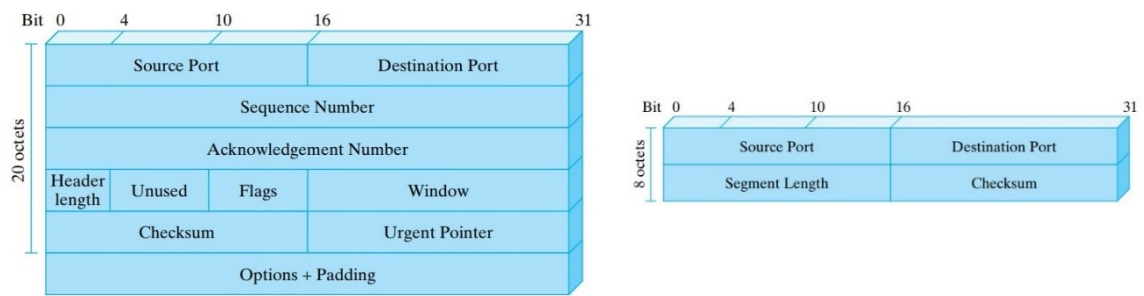 Bit 0 4 10 16 31
20 octets
Source Port Destination Port
Sequence Number
Acknowledgement Number
Header
length Unused Flags Window
Checksum Urgent Pointer
Options + Padding
Bit 0 4 10 16 31
8 octets
Source Port Destination Port
Segment Length Checksum